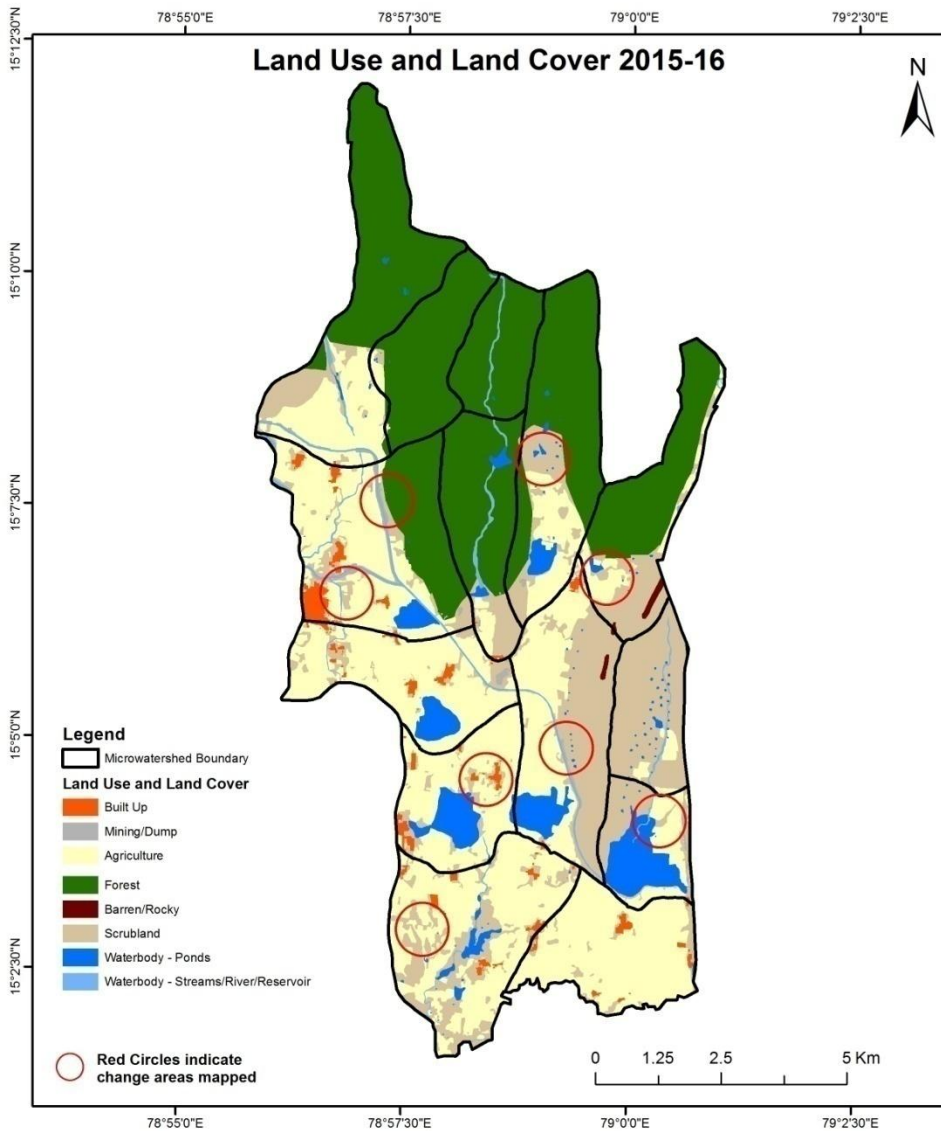 78°55'0"E 78°57'30"E 79°0'0"E
15°12'30"N
Land Use and Land Cover 2015-16
N
15°10'0"N
15°7'30"N
15°5'0"N
Legend
Microwatershed Boundary
Land Use and Land Cover
Built Up
Mining/Dump
Agriculture
Forest
Barren/Rocky
Scrubland
Waterbody - Ponds
Waterbody - Streams/River/Reservoir
15°2'30"N
Red Circles indicate
change areas mapped
0 1.25 2.5 5 Km
78°55'0"E 78°57'30"E 79°0'0"E 79°2'30"E